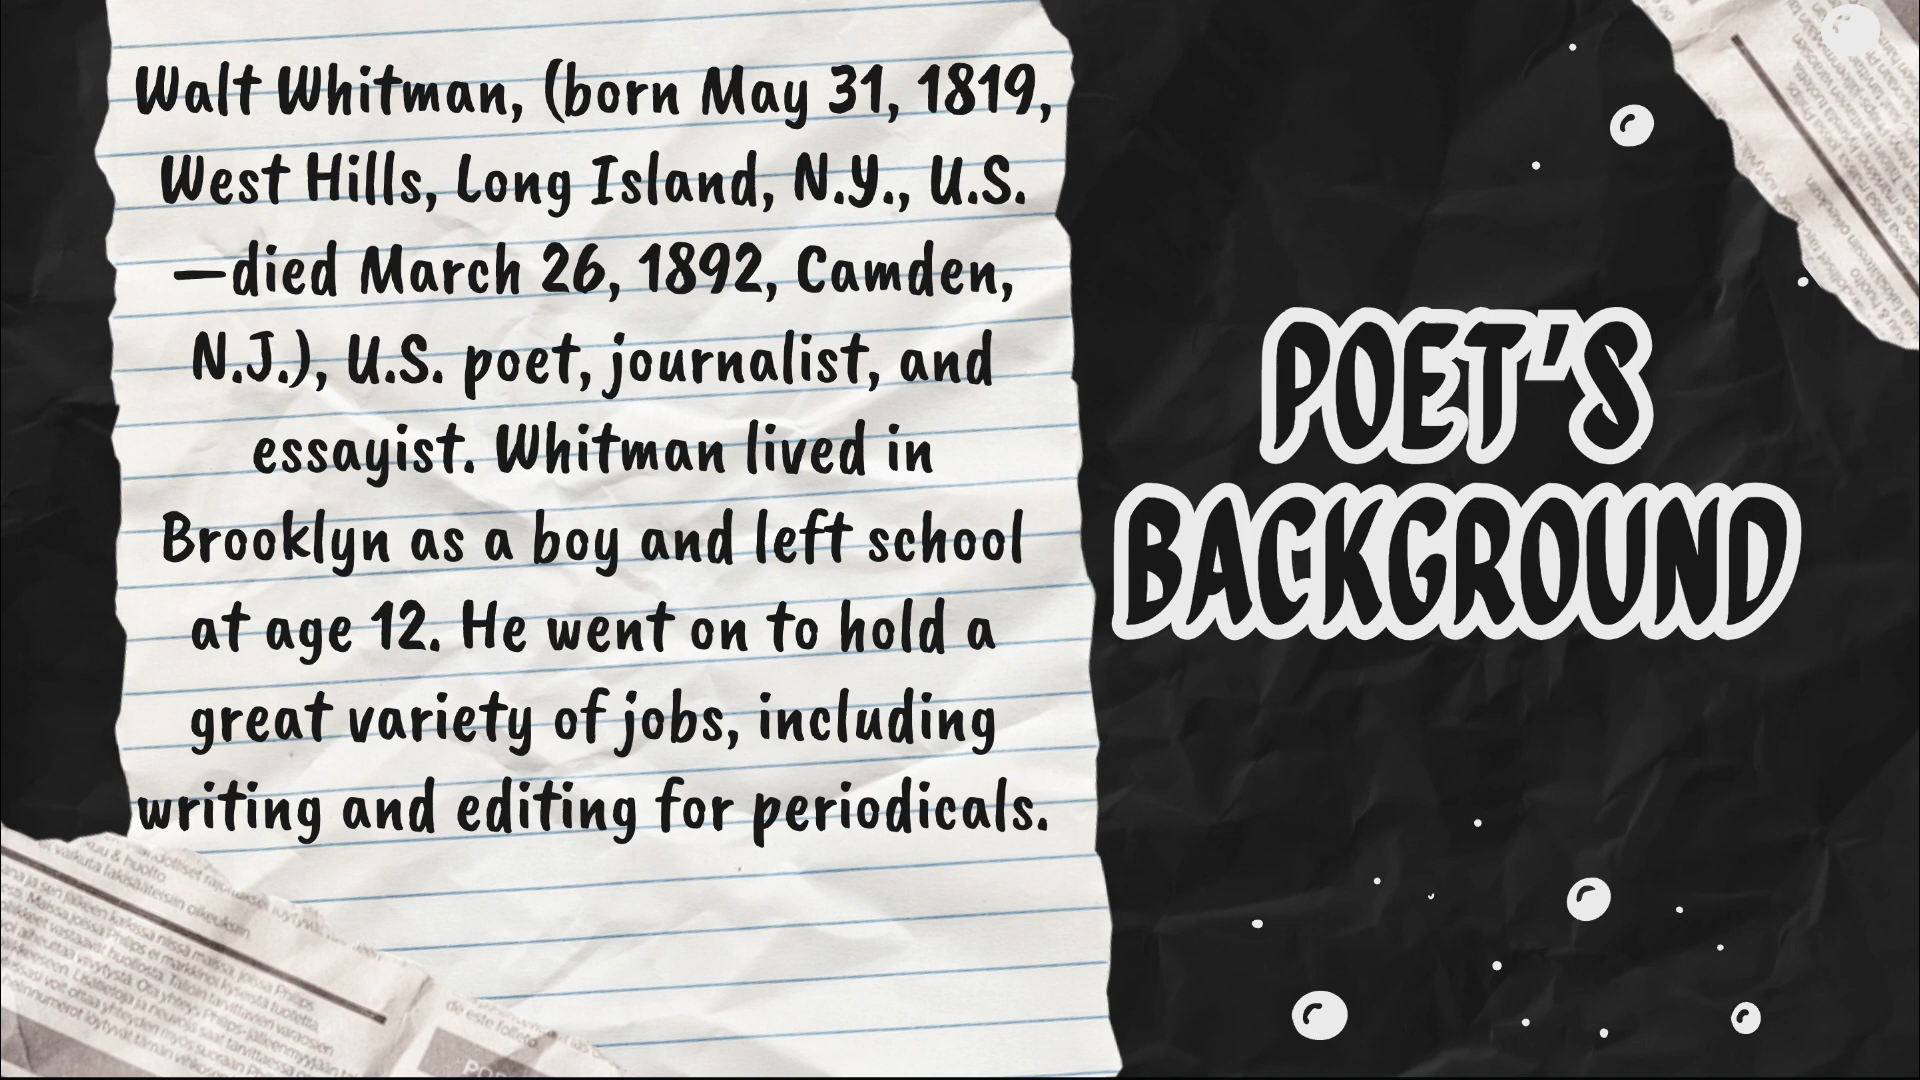 Walt Whitman, (born May 31, 1819,
West Hills, Long Island, N.Y., U.S.
—died March 26, 1892, Camden,
N.J.), U.S. poet, journalist, and
essayist. Whitman lived in
Brooklyn as a boy and left school
at age 12. He went on to hold a
great variety of jobs, including
writing and editing for periodicals.
POET'S
BACKGROUND